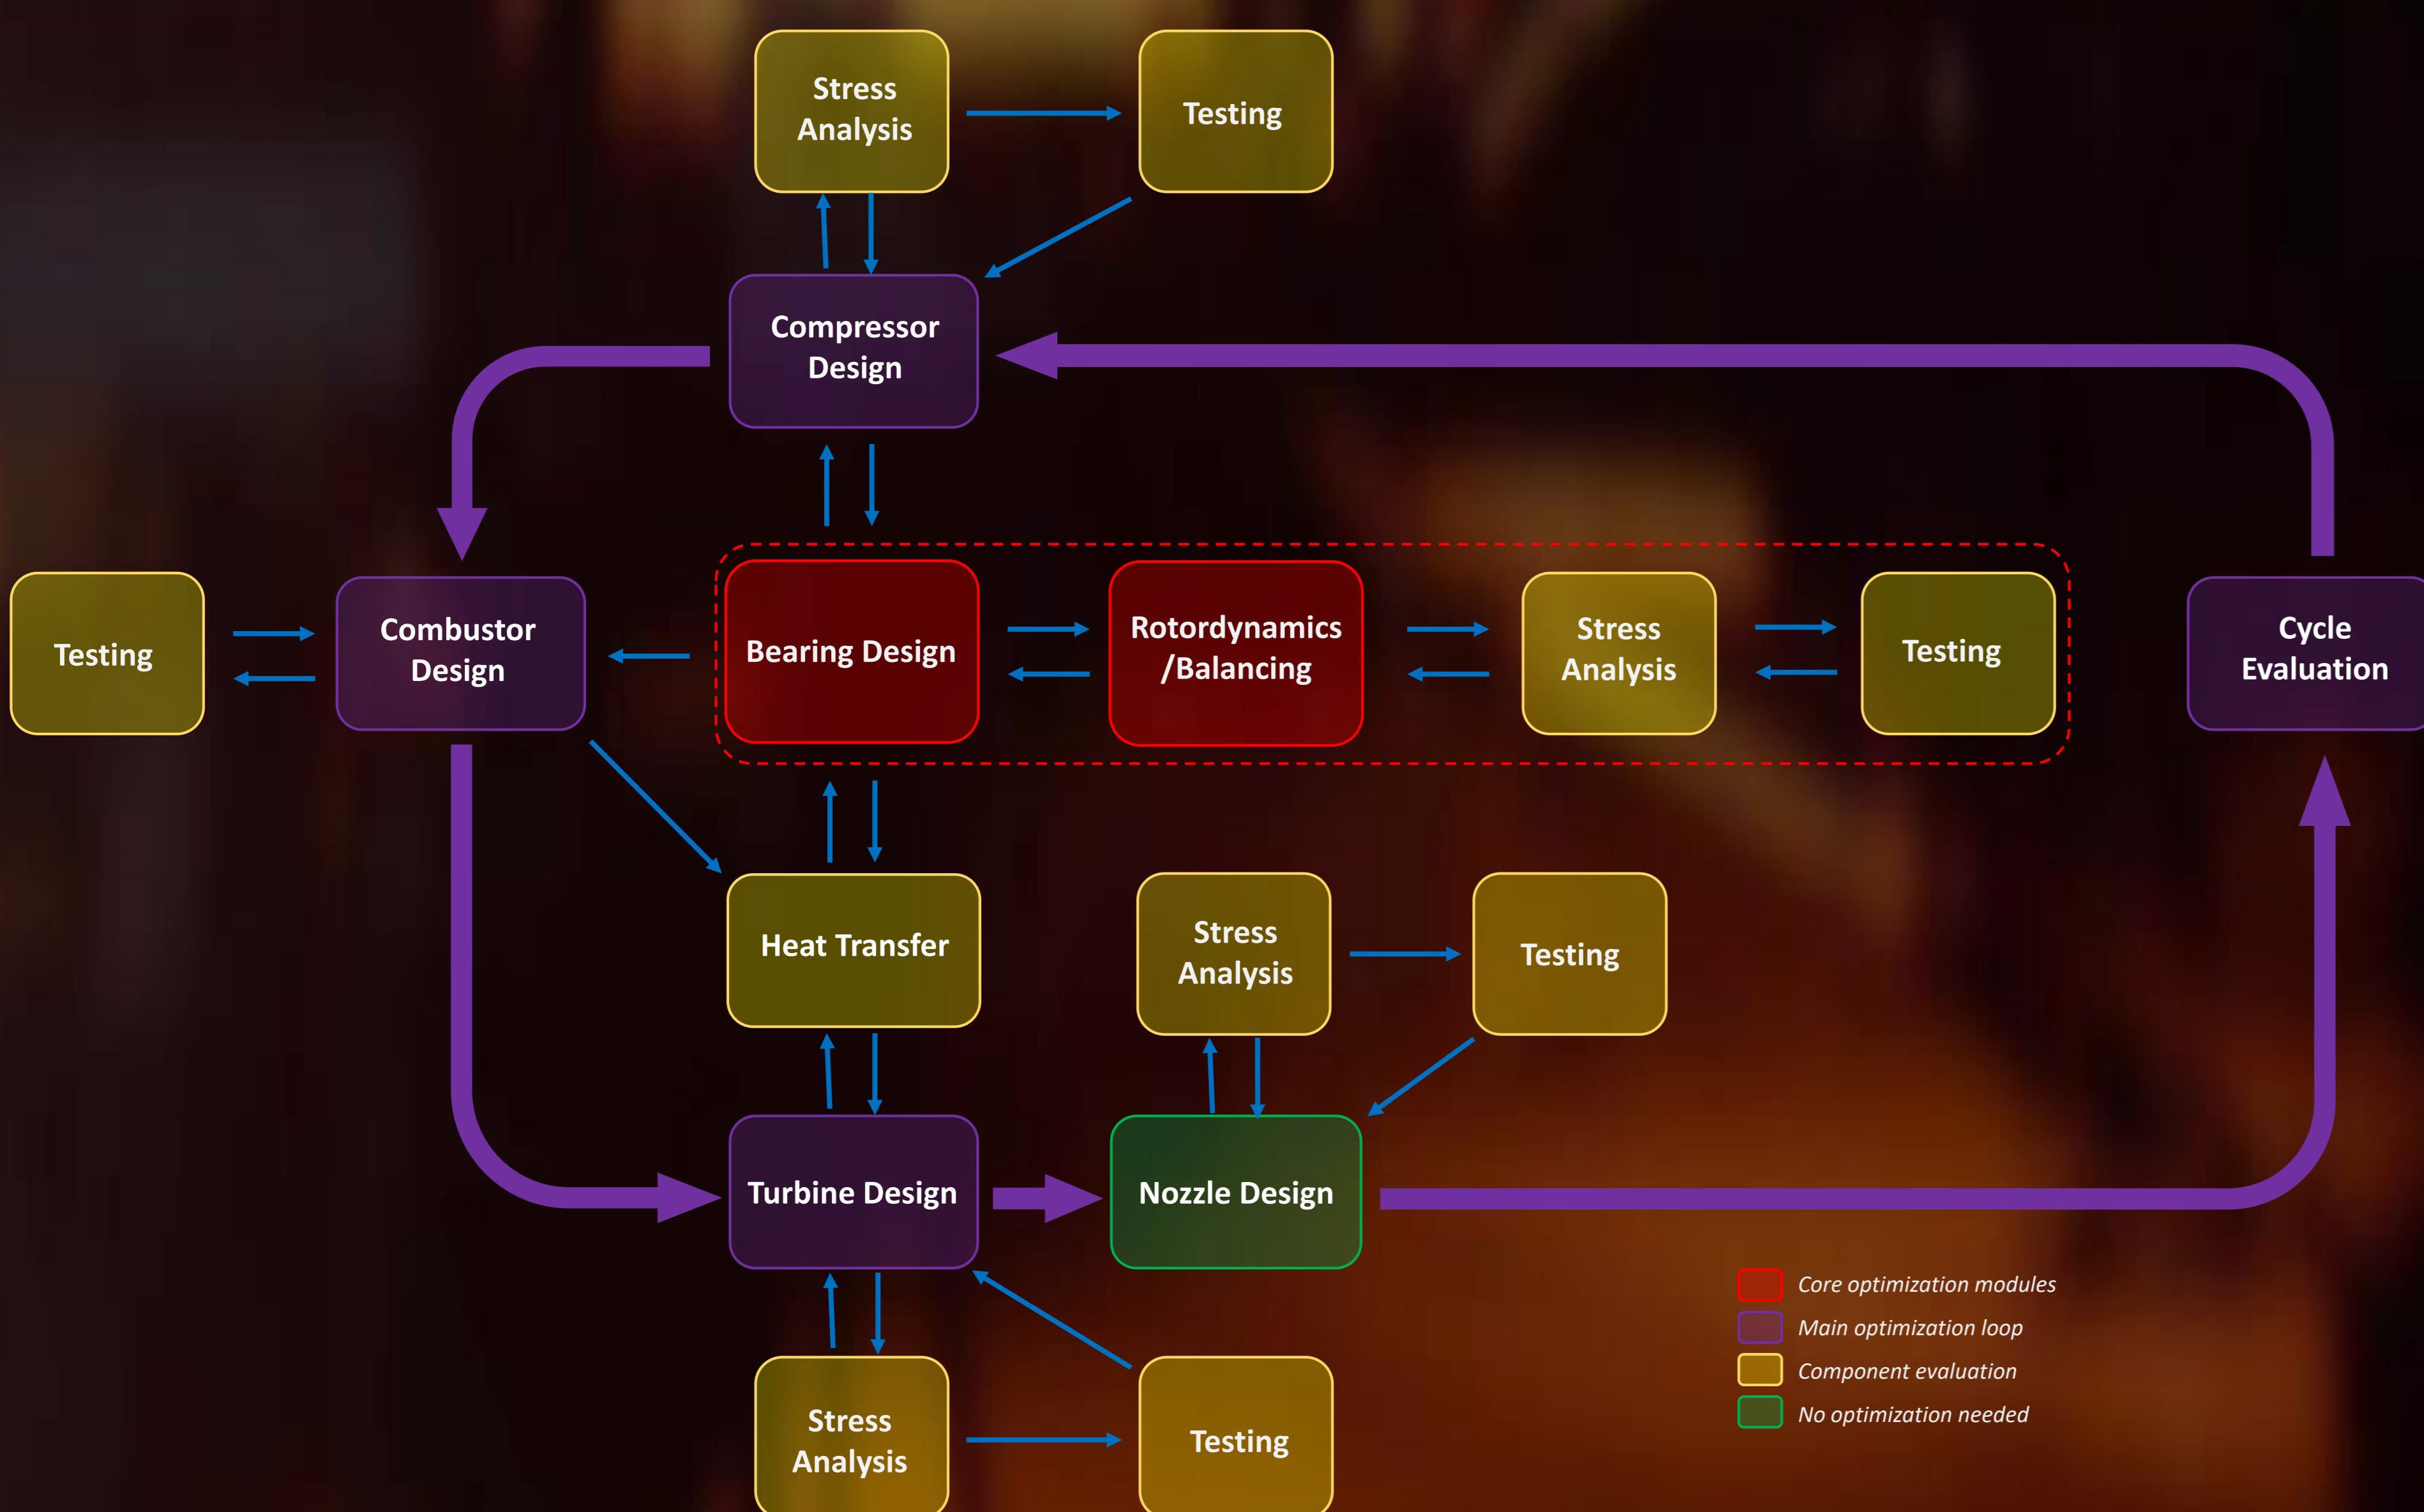 Stress
Analysis
Testing
Compressor
Design
Testing
Combustor
Design
Bearing Design
Rotordynamics
/Balancing
Stress
Analysis
Testing
Cycle
Evaluation
Heat Transfer
Stress
Analysis
Testing
Turbine Design
Nozzle Design
Stress
Analysis
Testing
Core optimization modules
Main optimization loop
Component evaluation
No optimization needed